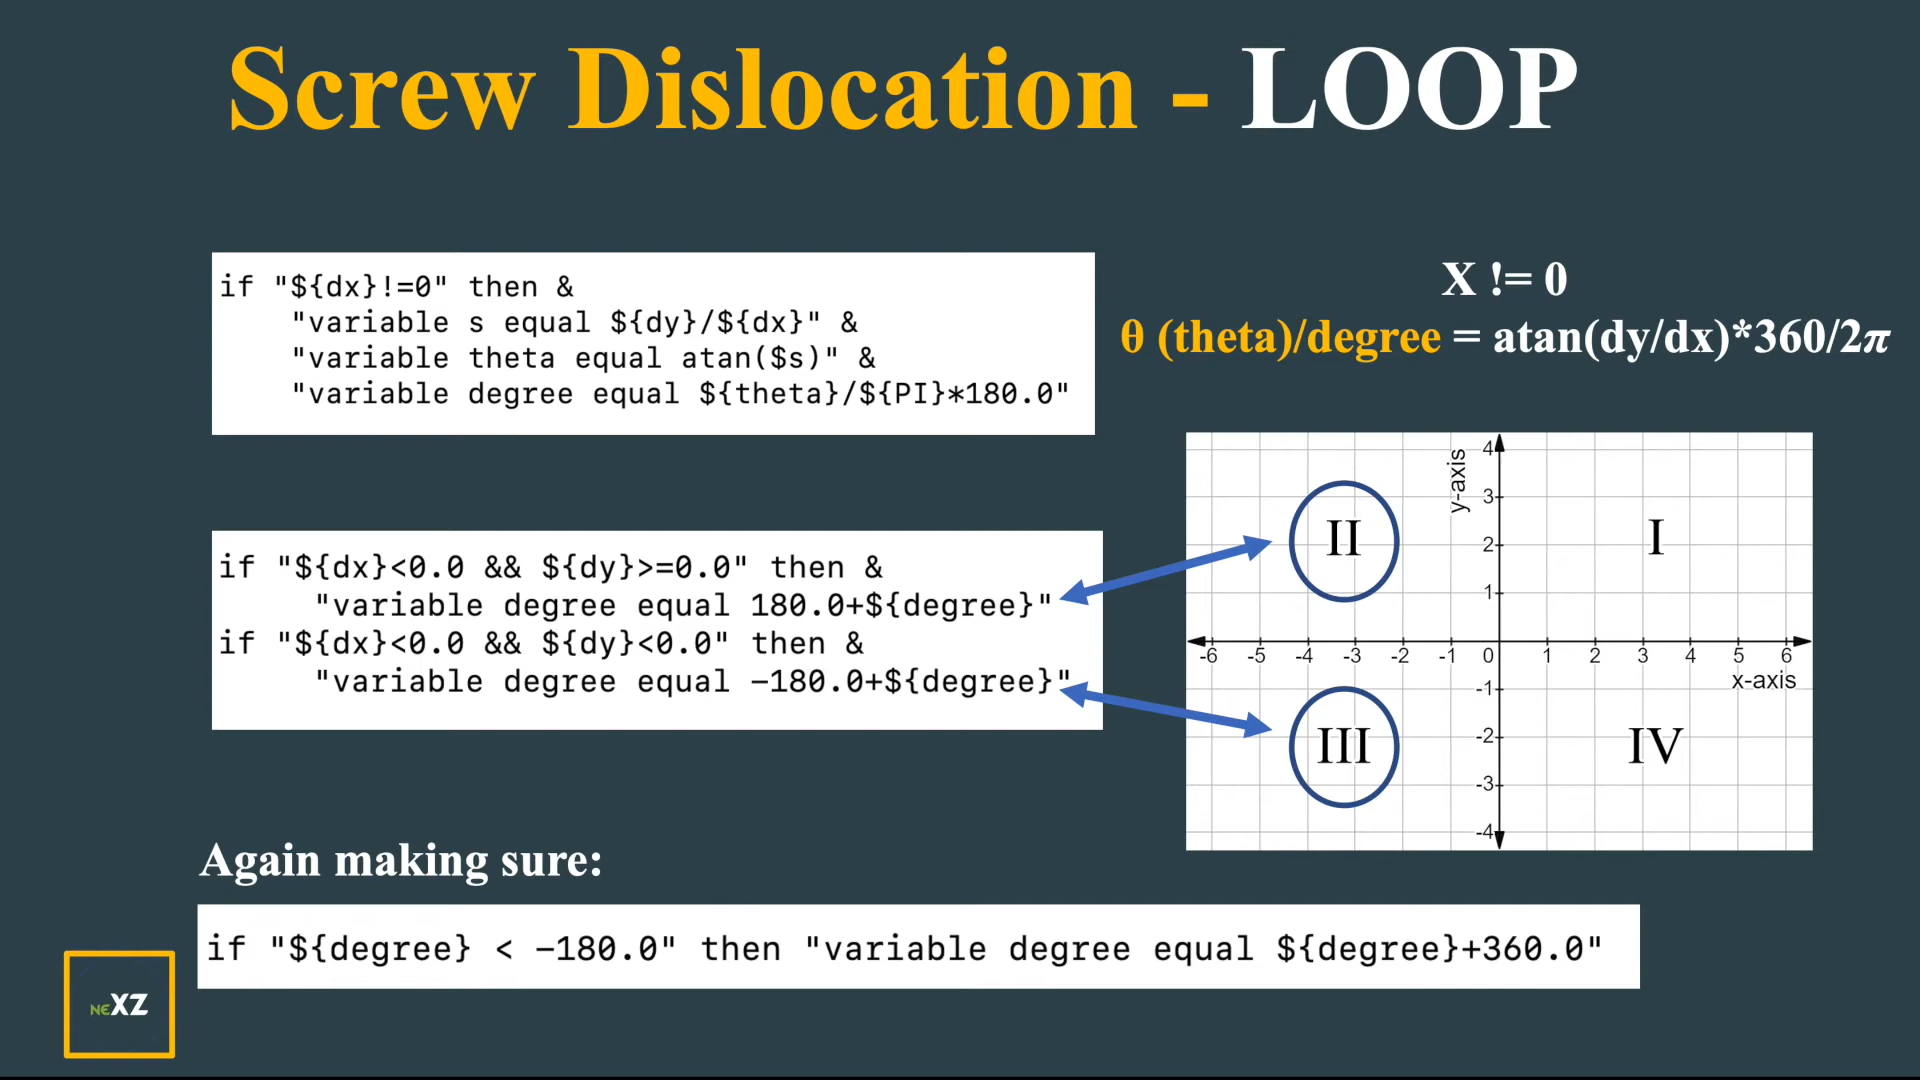 Screw Dislocation - LOOP
if "${dx}!=0" then &
"variable s equal ${dy}/${dx}" &
"variable theta equal atan($s)" &
"variable degree equal ${theta}/${PI}*180.0"
X != 0
θ (theta)/degree = atan(dy/dx)*360/2π
if "${dx}<0.0 && ${dy}>=0.0" then &
"variable degree equal 180.0+${degree}"
if "${dx}<0.0 && ${dy}<0.0" then &
"variable degree equal −180.0+${degree}"
y-axis
4
3
II
I
2
1
-6 -5 -4 -3 -2 -1 0 1 2 3 4 5 6
x-axis
-1
-2
III
IV
-3
-4
Again making sure:
if "${degree} < −180.0" then "variable degree equal ${degree}+360.0"
NEXZ